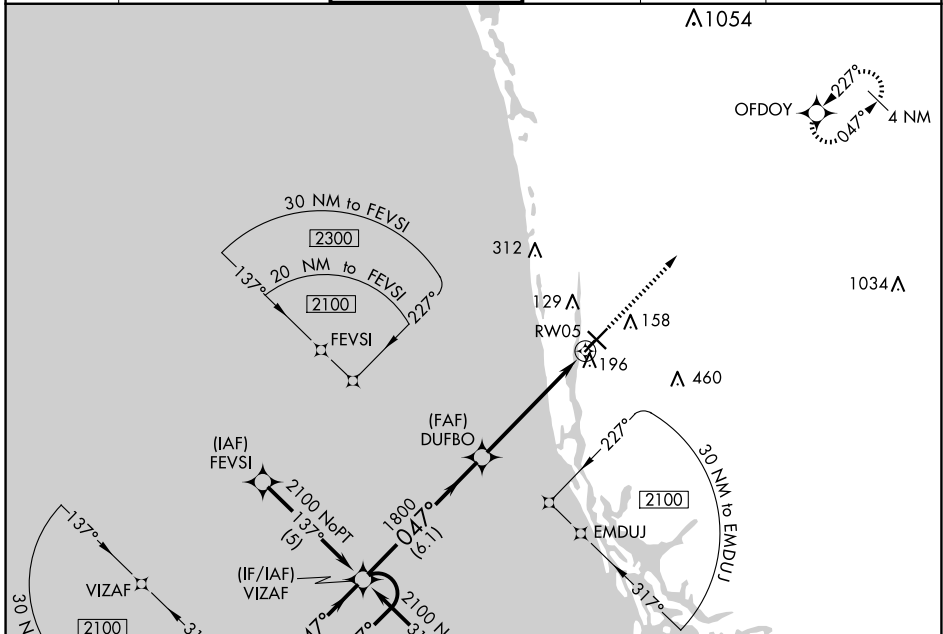 1054
OFDOY
227°
047°
4 NM
30 NM to FEVSI
2300
20 NM to FEVSI
2100
137°
227°
FEVSI
312
129
1034
158
RW05
196
460
(FAF)
DUFBO
(IAF)
FEVSI
2100 NoPT
137°
(5)
1800
047°
(6.1)
227°
30 NM to EMDUJ
2100
EMDUJ
317°
137°
VIZAF
2100
(IF/IAF)
VIZAF